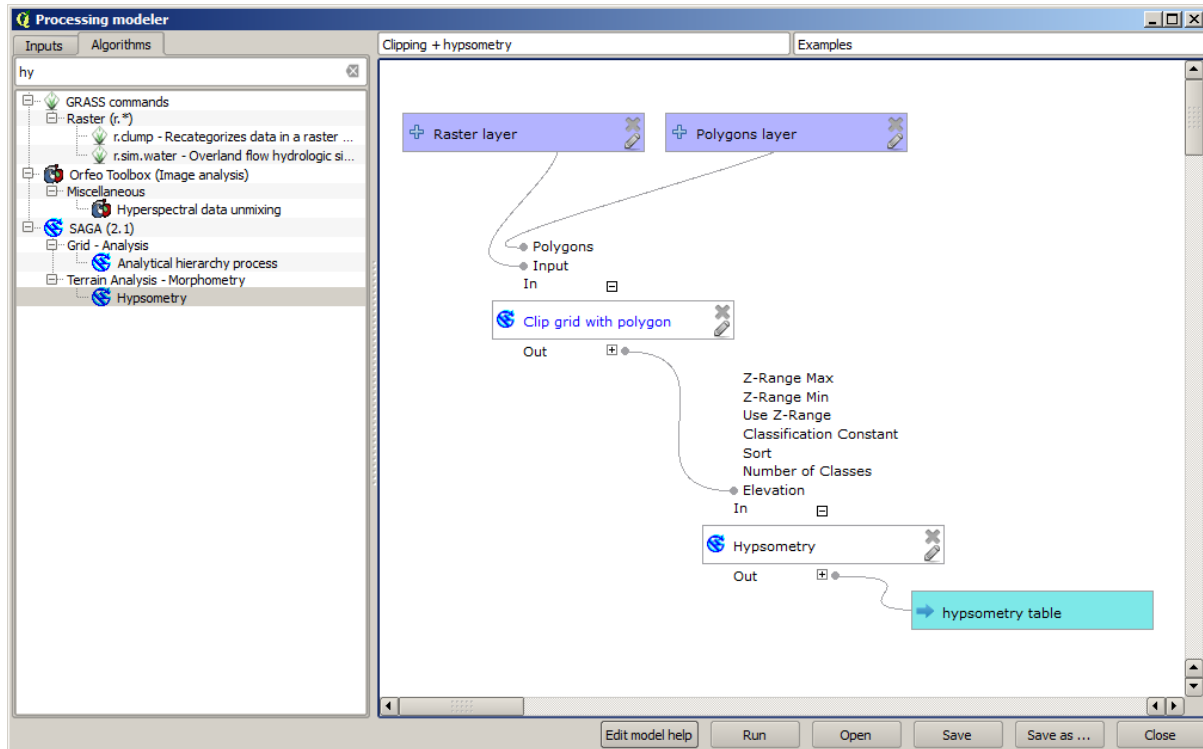 Processing modeler
Inputs
Algorithms
Clipping + hypsometry
Examples
hy
GRASS commands
Raster (r.*)
r.clump - Recategorizes data in a raster ...
r.sim.water - Overland flow hydrologic si...
Orfeo Toolbox (Image analysis)
Miscellaneous
Hyperspectral data unmixing
SAGA (2.1)
Grid - Analysis
Analytical hierarchy process
Terrain Analysis - Morphometry
Hypsometry
Raster layer
Polygons layer
Polygons
Input
In
Clip grid with polygon
Out
Z-Range Max
Z-Range Min
Use Z-Range
Classification Constant
Sort
Number of Classes
Elevation
In
Hypsometry
Out
hypsometry table
Edit model help
Run
Open
Save
Save as ...
Close